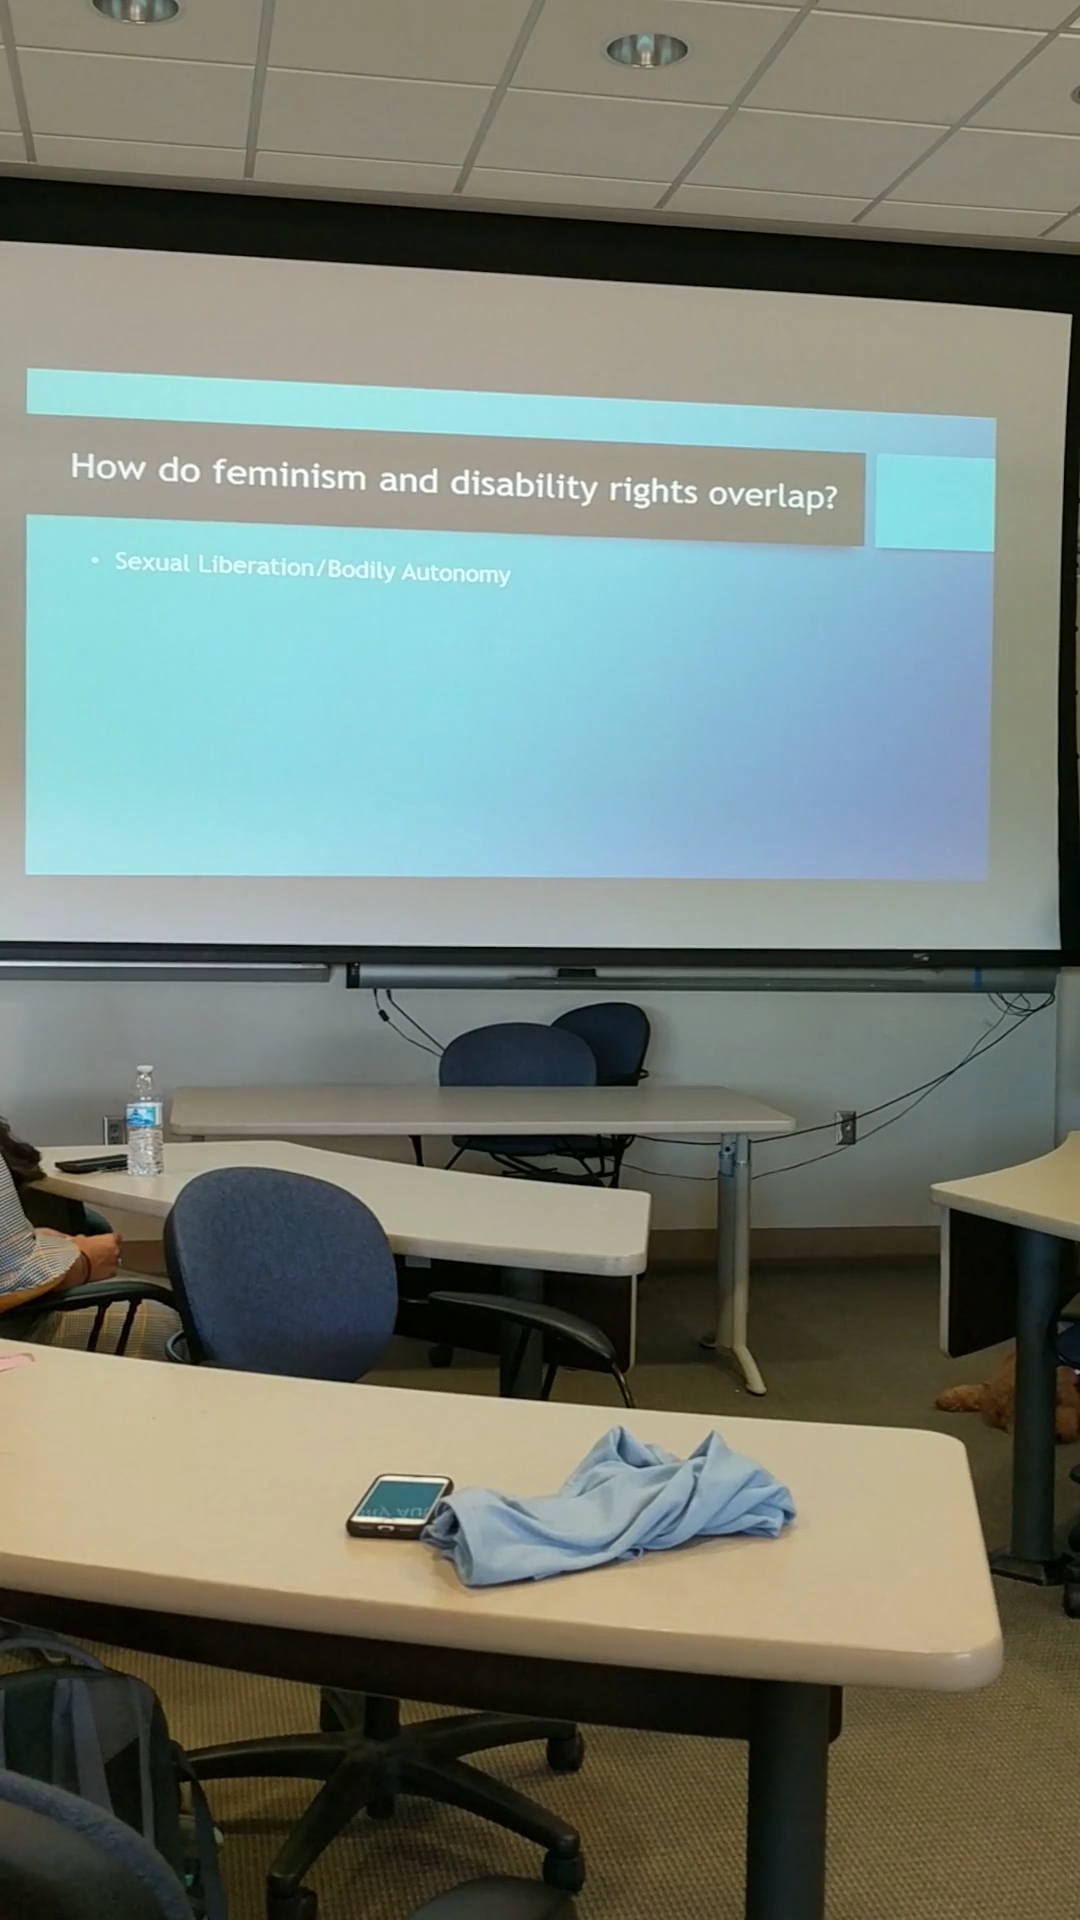 How do feminism and disability rights overlap?
• Sexual Liberation/Bodily Autonomy